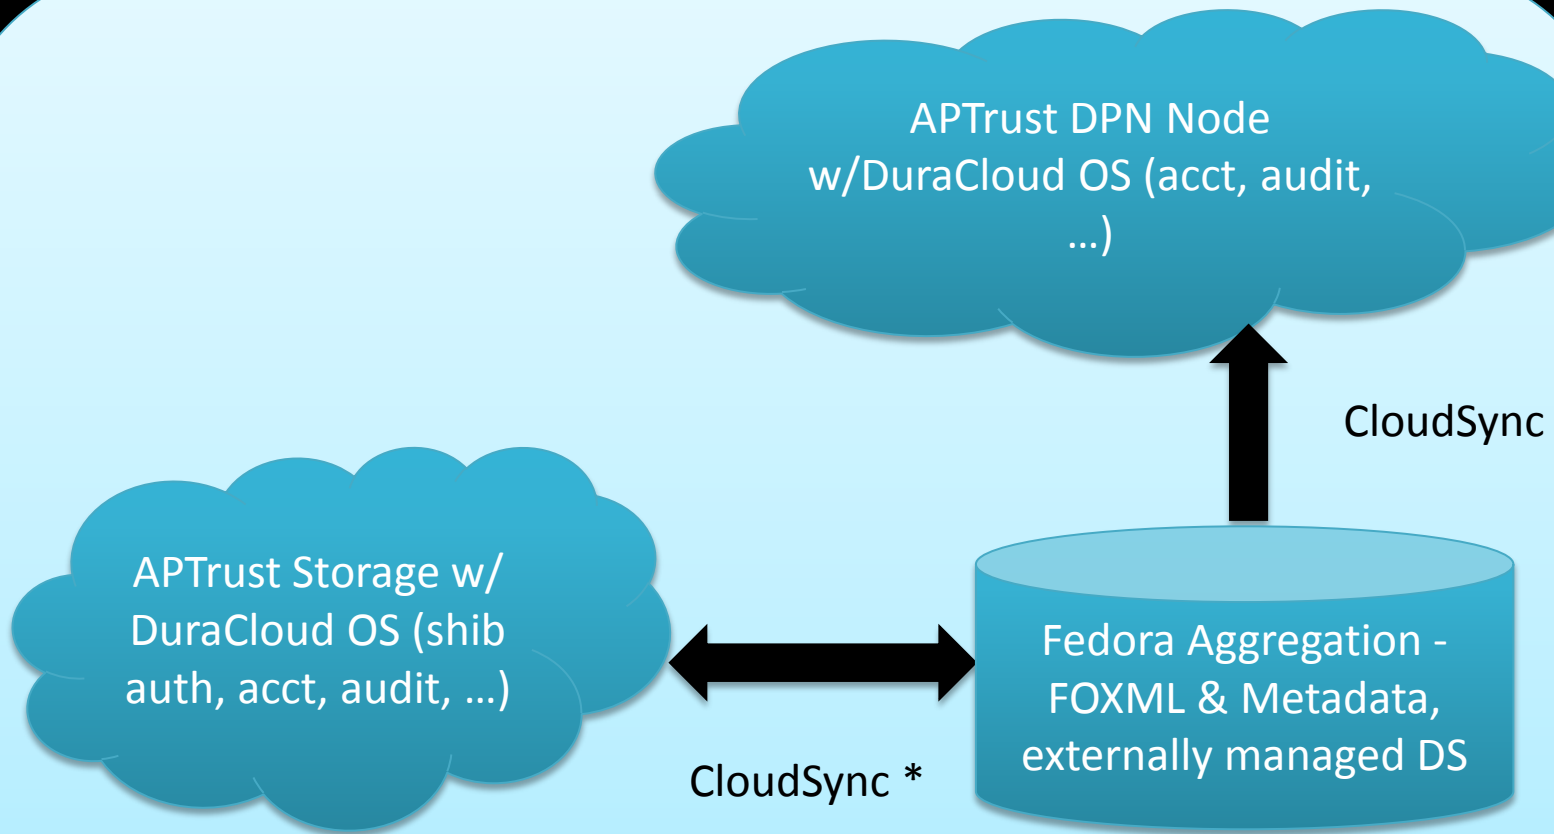 APTrust DPN Node
w/DuraCloud OS (acct, audit,
…)
CloudSync
APTrust Storage w/
DuraCloud OS (shib
auth, acct, audit, …)
CloudSync *
Fedora Aggregation -
FOXML & Metadata,
externally managed DS